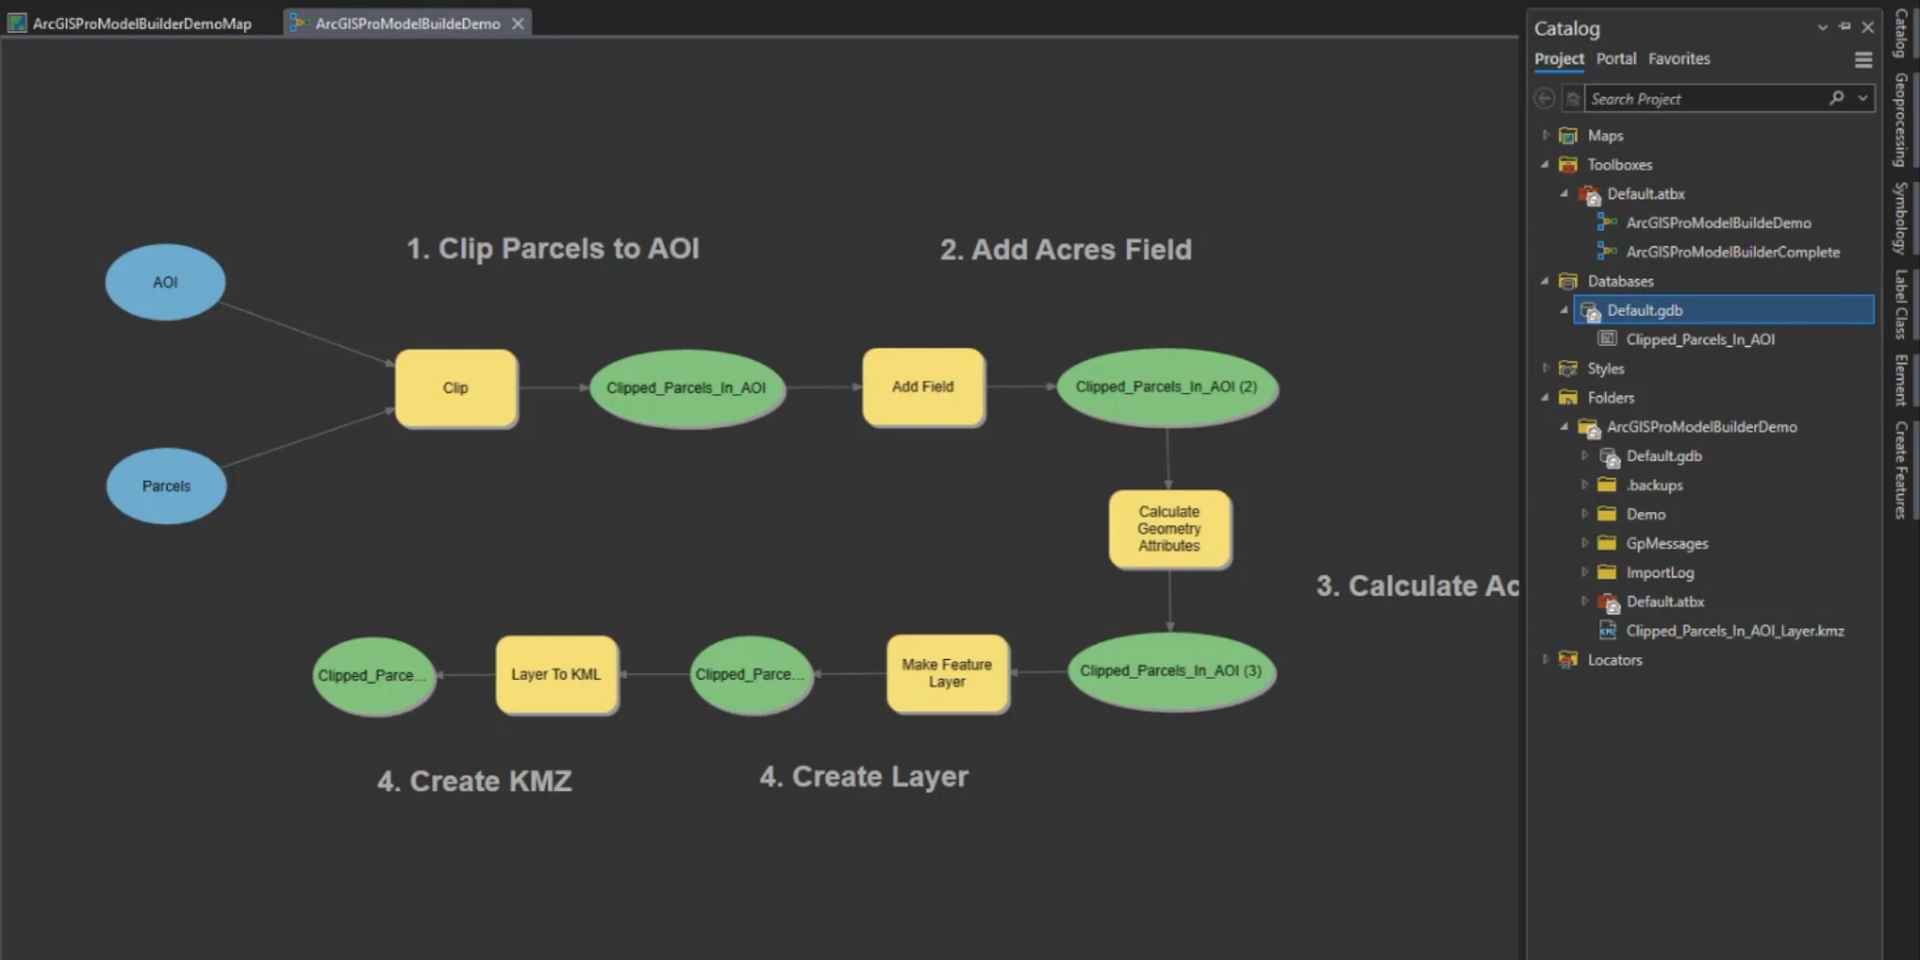 ArcGISProModelBuilderDemoMap
ArcGISProModelBuildeDemo
1. Clip Parcels to AOI
2. Add Acres Field
AOI
Clip
Clipped_Parcels_In_AOI
Add Field
Clipped_Parcels_In_AOI (2)
Parcels
Calculate
Geometry
Attributes
3. Calculate Ac
Clipped_Parce...
Layer To KML
Clipped_Parce...
Make Feature
Layer
Clipped_Parcels_In_AOI (3)
4. Create KMZ
4. Create Layer
Catalog
Project Portal Favorites
Search Project
Maps
Toolboxes
Default.atbx
ArcGISProModelBuildeDemo
ArcGISProModelBuilderComplete
Databases
Default.gdb
Clipped_Parcels_In_AOI
Styles
Folders
ArcGISProModelBuilderDemo
Default.gdb
.backups
Demo
GpMessages
ImportLog
Default.atbx
Clipped_Parcels_In_AOI_Layer.kmz
Locators
Catalog
Geoprocessing
Symbology
Label Class
Element
Create Features